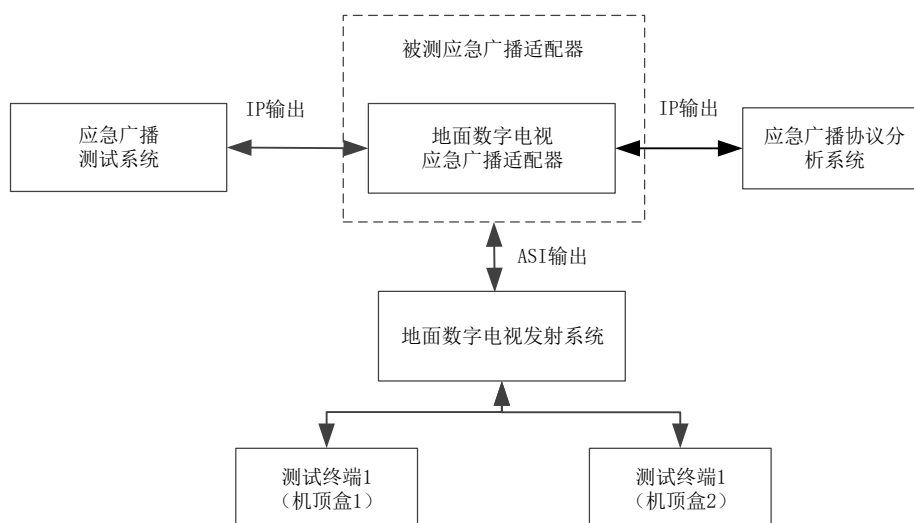 被测应急广播适配器
IP输出
IP输出
应急广播
测试系统
地面数字电视
应急广播适配器
应急广播协议分
析系统
ASI输出
地面数字电视发射系统
测试终端1
（机顶盒1）
测试终端1
（机顶盒2）